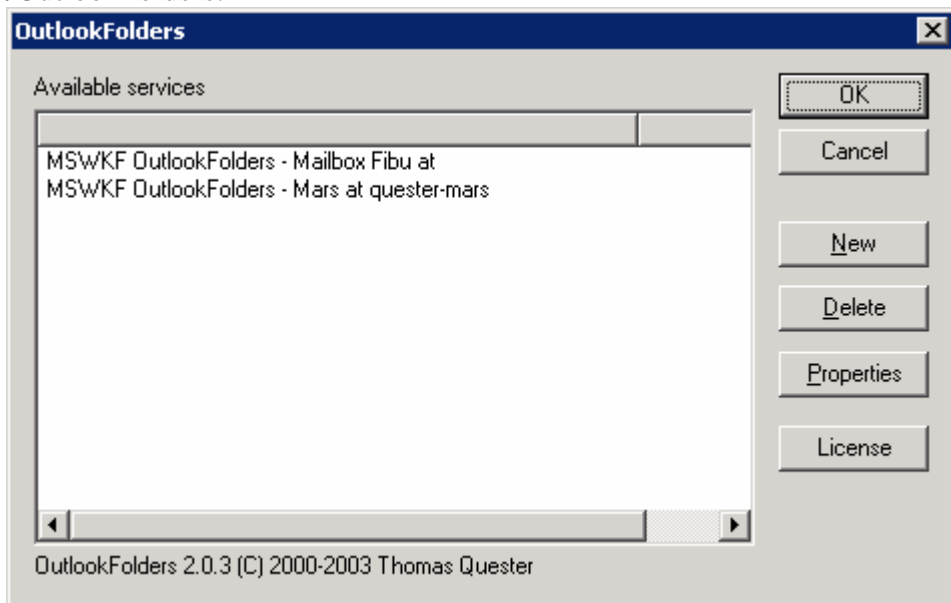 OutlookFolders
Available services
OK
MSWKF OutlookFolders - Mailbox Fibu at
Cancel
MSWKF OutlookFolders - Mars at quester-mars
New
Delete
Properties
License
OutlookFolders 2.0.3 (C) 2000-2003 Thomas Quester